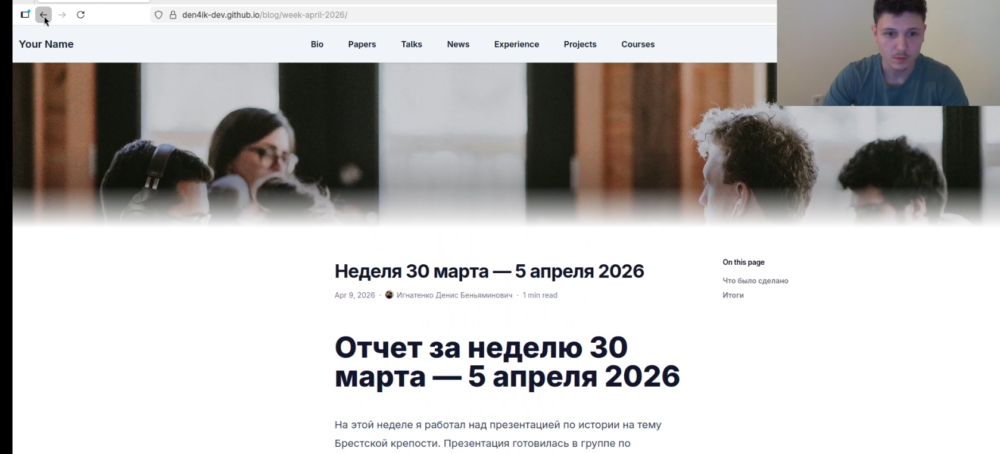 den4ik-dev.github.io/blog/week-april-2026/
Your Name
Bio
Papers
Talks
News
Experience
Projects
Courses
Неделя 30 марта — 5 апреля 2026
Apr 9, 2026 · Игнатенко Денис Беньяминович · 1 min read
On this page
Что было сделано
Итоги
Отчет за неделю 30
марта — 5 апреля 2026
На этой неделе я работал над презентацией по истории на тему
Брестской крепости. Презентация готовилась в группе по